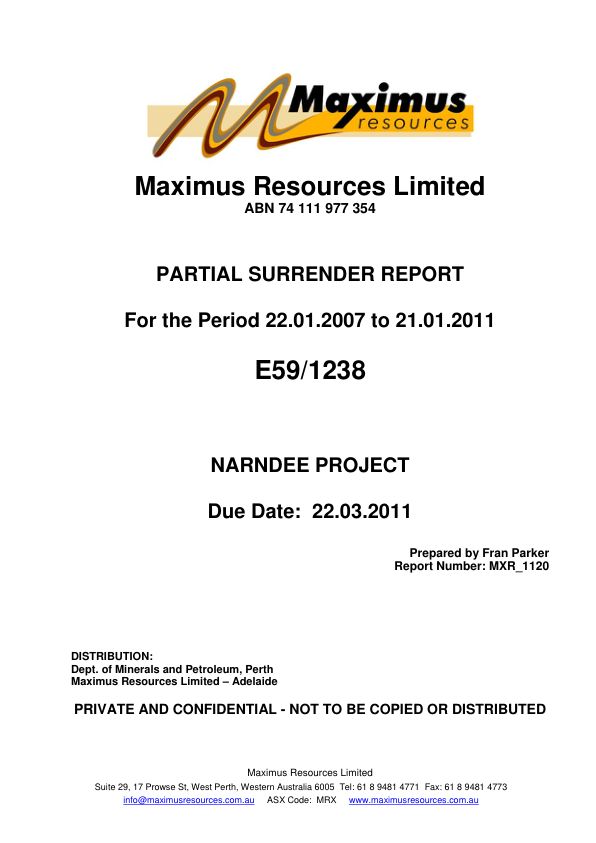 Maximus
resources
Maximus Resources Limited
ABN 74 111 977 354
PARTIAL SURRENDER REPORT
For the Period 22.01.2007 to 21.01.2011
E59/1238
NARNDEE PROJECT
Due Date: 22.03.2011
Prepared by Fran Parker
Report Number: MXR_1120
DISTRIBUTION:
Dept. of Minerals and Petroleum, Perth
Maximus Resources Limited – Adelaide
PRIVATE AND CONFIDENTIAL - NOT TO BE COPIED OR DISTRIBUTED
Maximus Resources Limited
Suite 29, 17 Prowse St, West Perth, Western Australia 6005 Tel: 61 8 9481 4771 Fax: 61 8 9481 4773
info@maximusresources.com.au ASX Code: MRX www.maximusresources.com.au